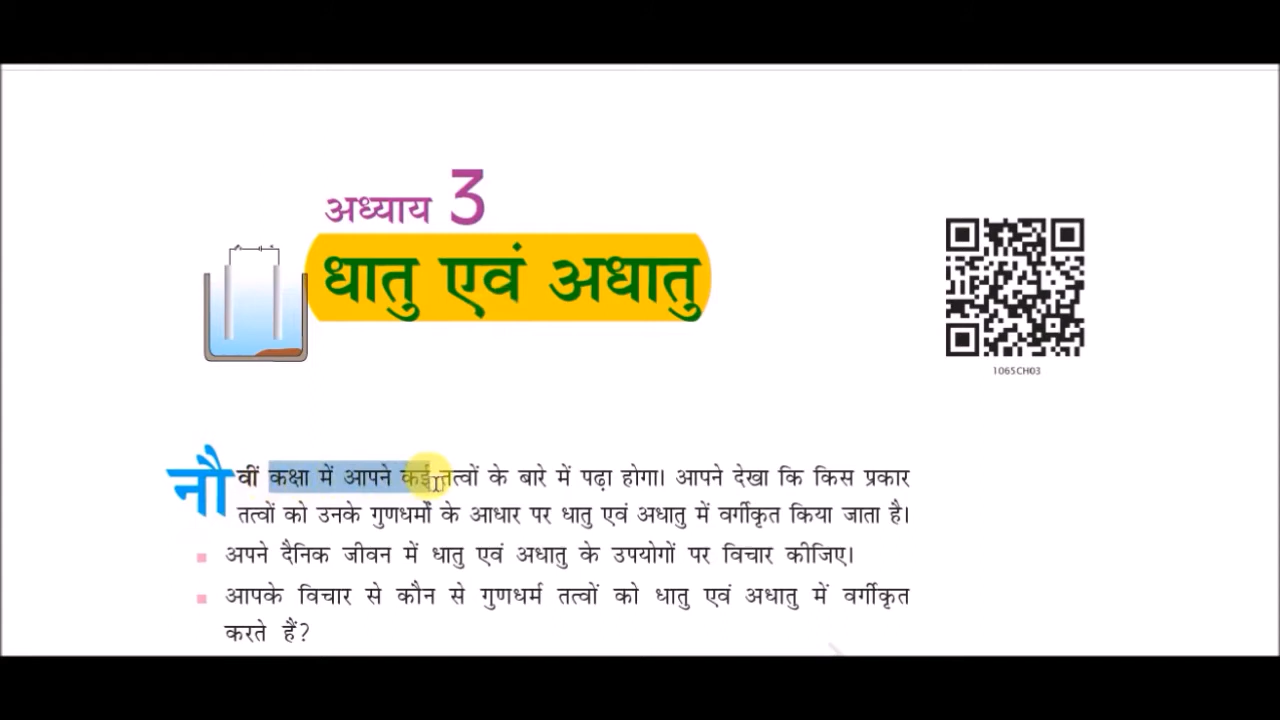 अध्याय 3
धातु एवं अधातु
1065CH03
नौवीं कक्षा में आपने कई तत्वों के बारे में पढ़ा होगा। आपने देखा कि किस प्रकार
तत्वों को उनके गुणधर्मों के आधार पर धातु एवं अधातु में वर्गीकृत किया जाता है।
अपने दैनिक जीवन में धातु एवं अधातु के उपयोगों पर विचार कीजिए।
आपके विचार से कौन से गुणधर्म तत्वों को धातु एवं अधातु में वर्गीकृत
करते हैं?